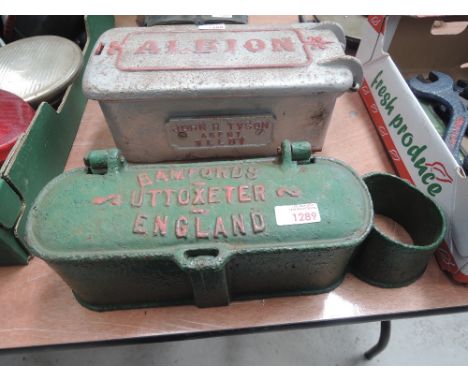 ALBION
JOHN R TYSON
AGENT
BAMFORDS
UTTOXETER
ENGLAND
1289
fresh produce